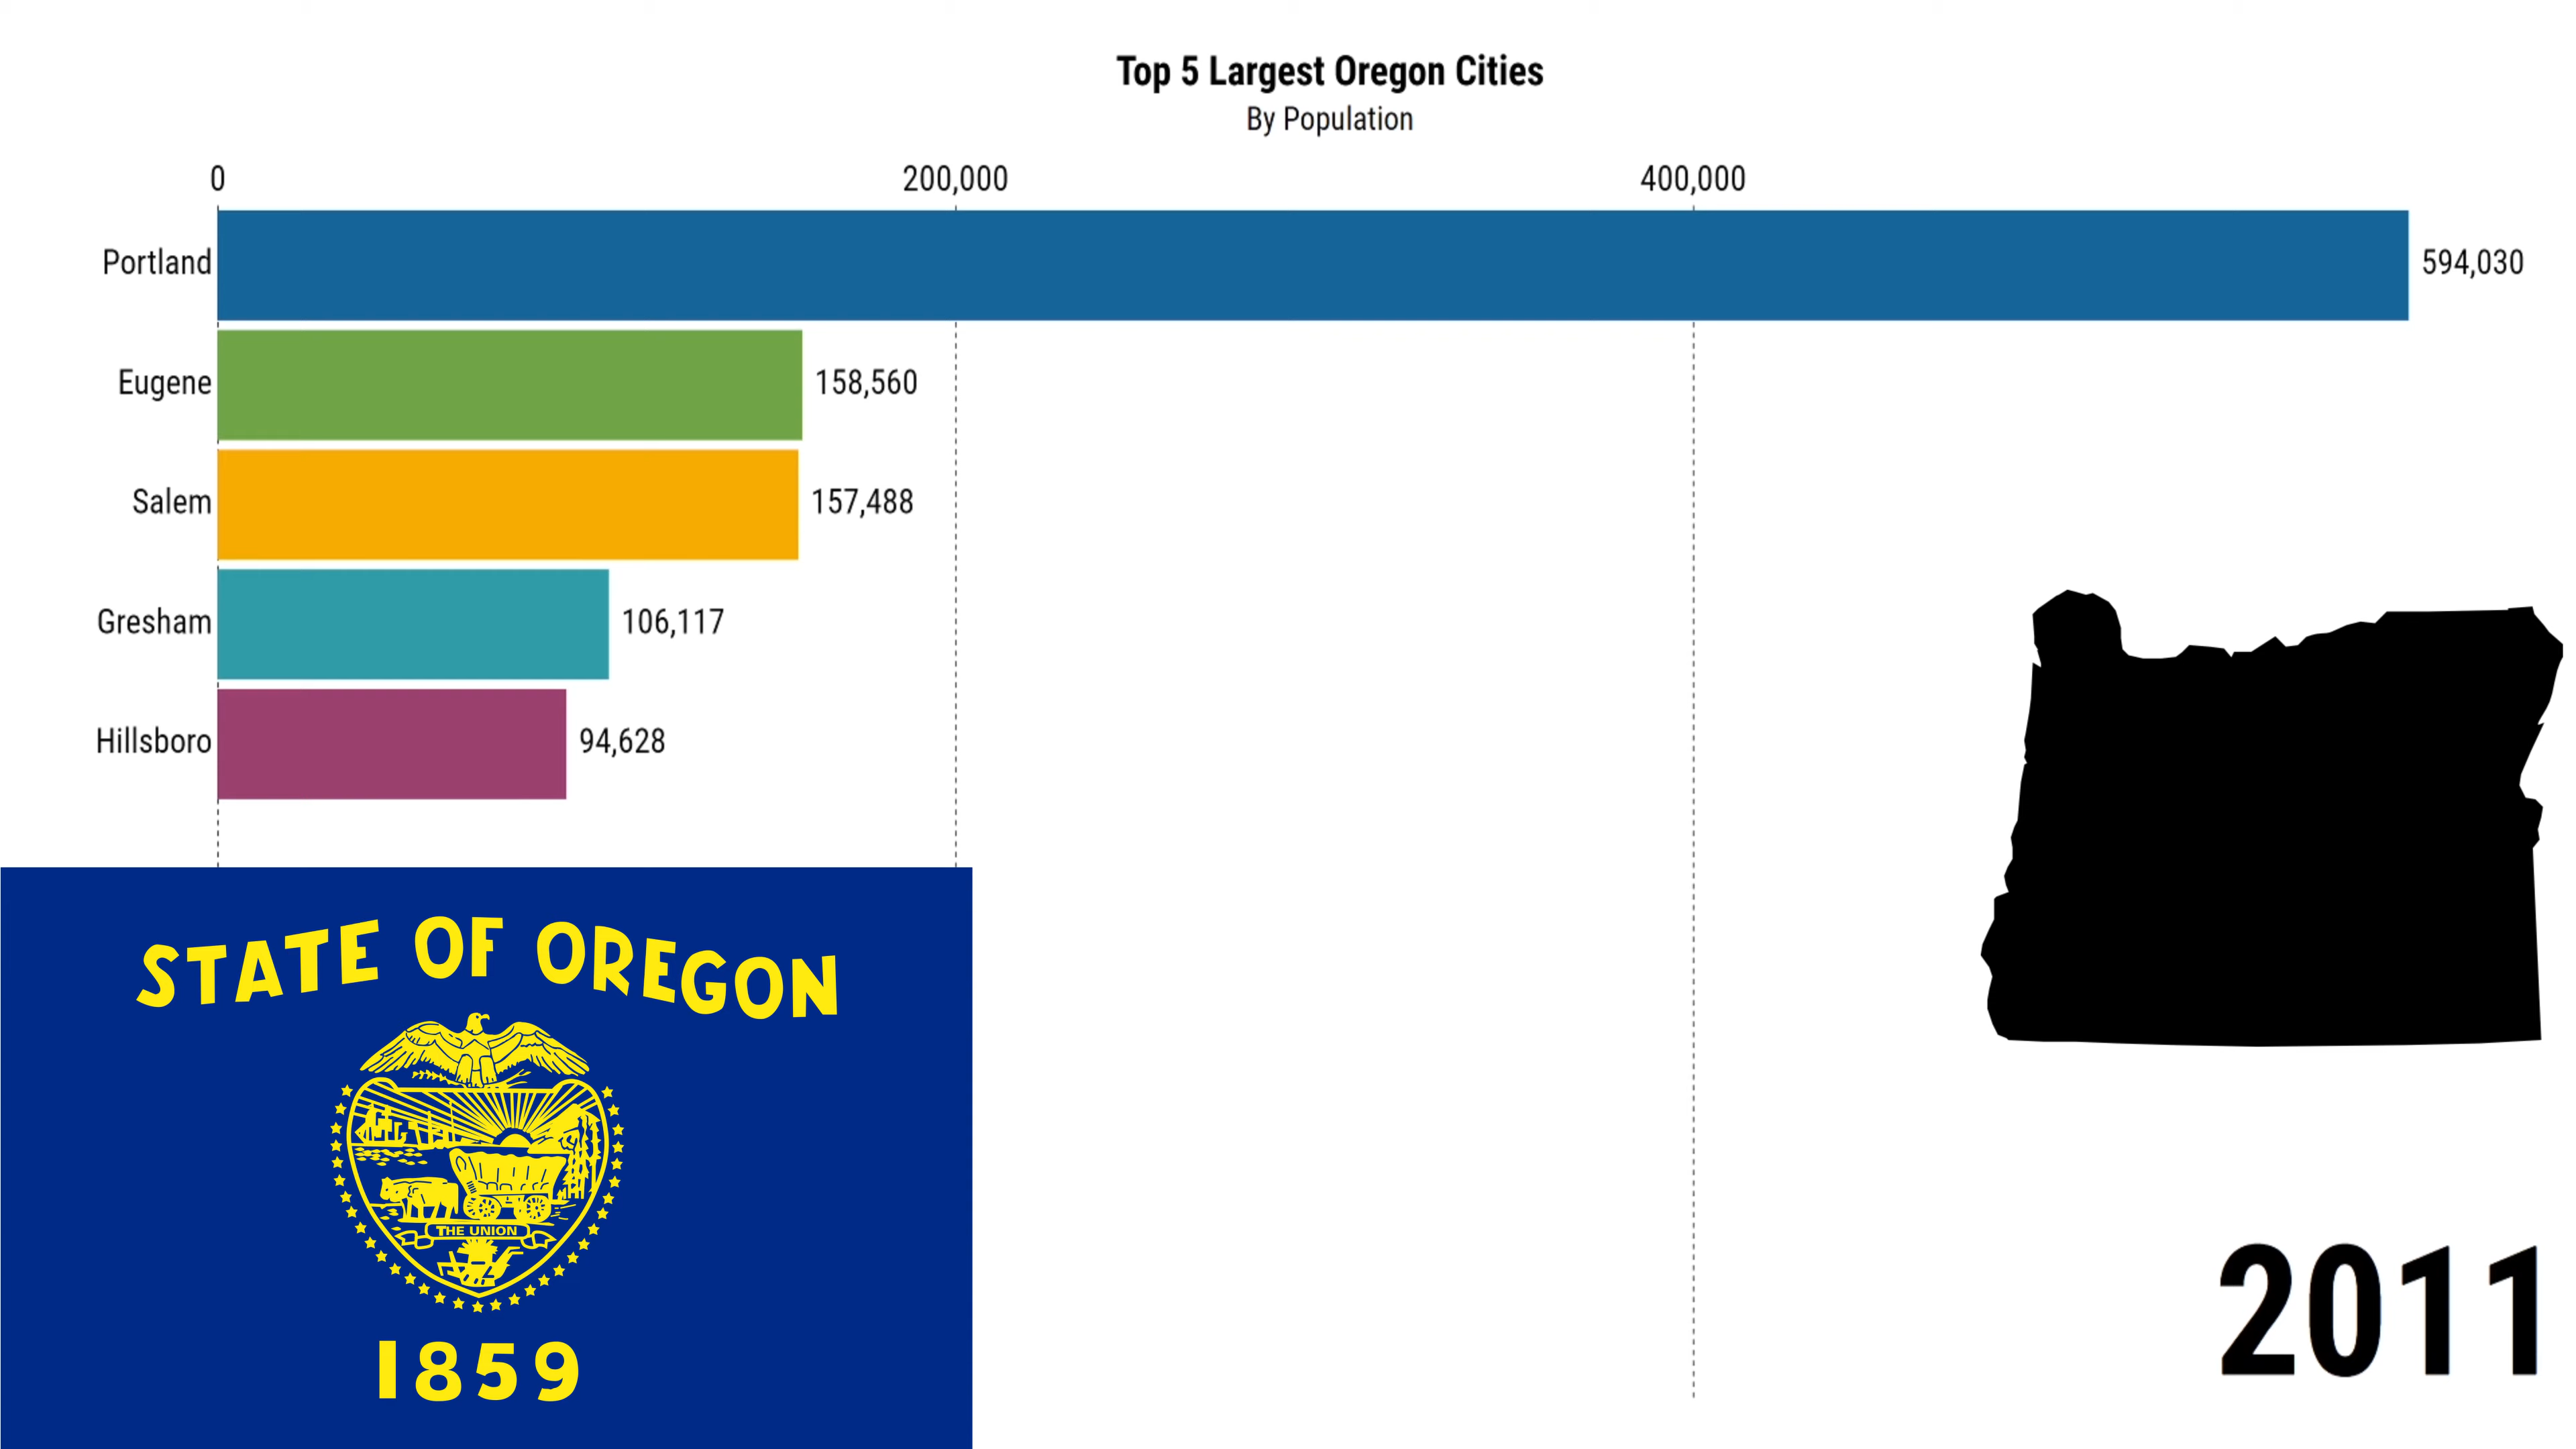 Top 5 Largest Oregon Cities
By Population
0 200,000 400,000
Portland 594,030
Eugene 158,560
Salem 157,488
Gresham 106,117
Hillsboro 94,628
STATE OF OREGON
THE UNION
1859
2011